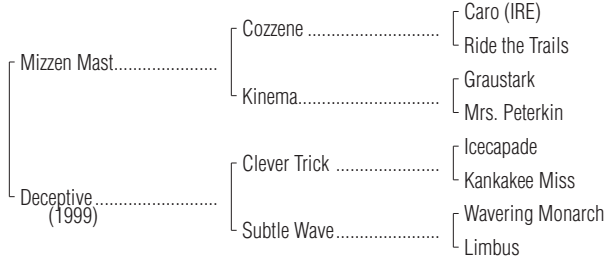 Caro (IRE)
Cozzene ..............................
Ride the Trails
Mizzen Mast.......................
Graustark
Kinema................................
Mrs. Peterkin
Icecapade
Clever Trick .......................
Kankakee Miss
Deceptive ...........................
(1999)
Wavering Monarch
Subtle Wave.......................
Limbus